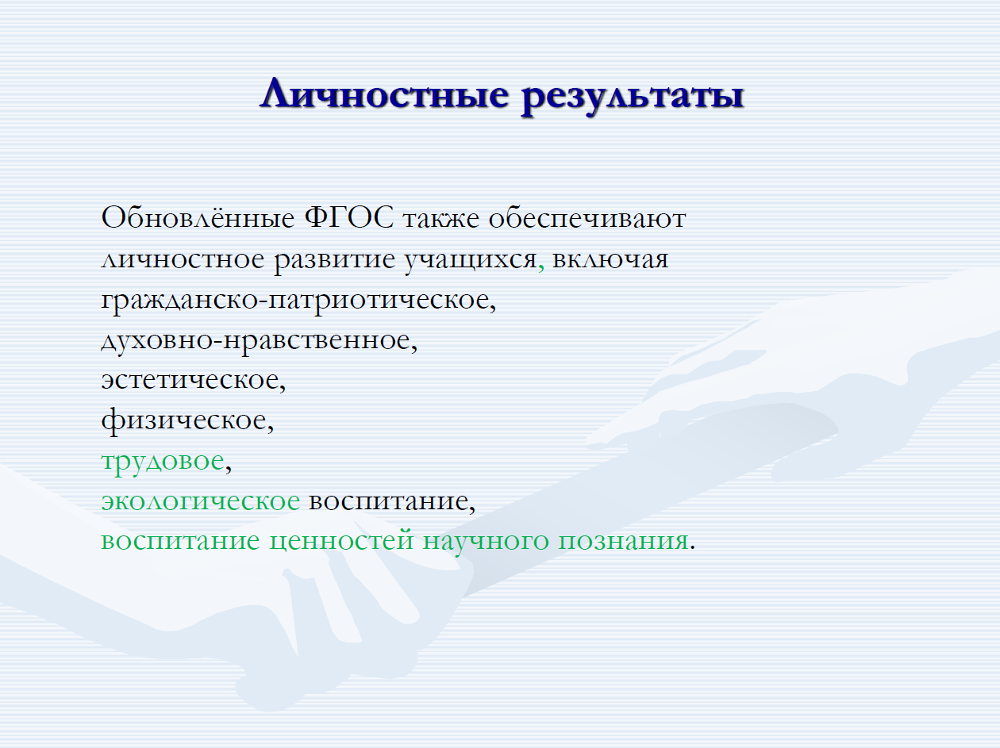 Личностные результаты
Обновлённые ФГОС также обеспечивают
личностное развитие учащихся, включая
гражданско-патриотическое,
духовно-нравственное,
эстетическое,
физическое,
трудовое,
экологическое воспитание,
воспитание ценностей научного познания.